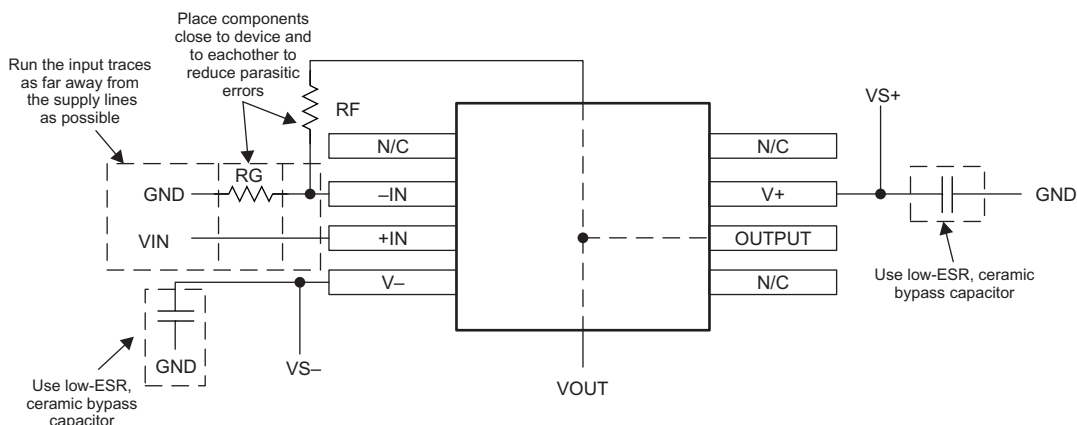 Place components
close to device and
to eachother to
reduce parasitic
errors
Run the input traces
as far away from
the supply lines
as possible
RF
VS+
N/C
N/C
RG
GND
–IN
V+
GND
VIN
+IN
OUTPUT
V–
N/C
Use low-ESR, ceramic
bypass capacitor
GND
VS–
VOUT
Use low-ESR,
ceramic bypass
capacitor